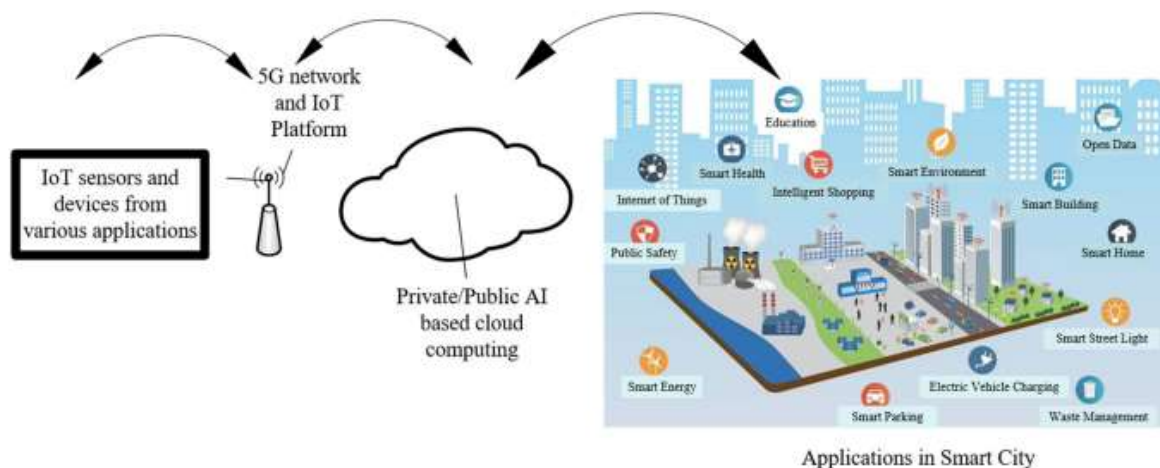 5G network
and IoT
Platform
IoT sensors and
devices from
various applications
Private/Public AI
based cloud
computing
Education
Open Data
Smart Health
Intelligent Shopping
Smart Environment
Internet of Things
Smart Building
Public Safety
Smart Home
Smart Street Light
Smart Energy
Electric Vehicle Charging
Smart Parking
Waste Management
Applications in Smart City